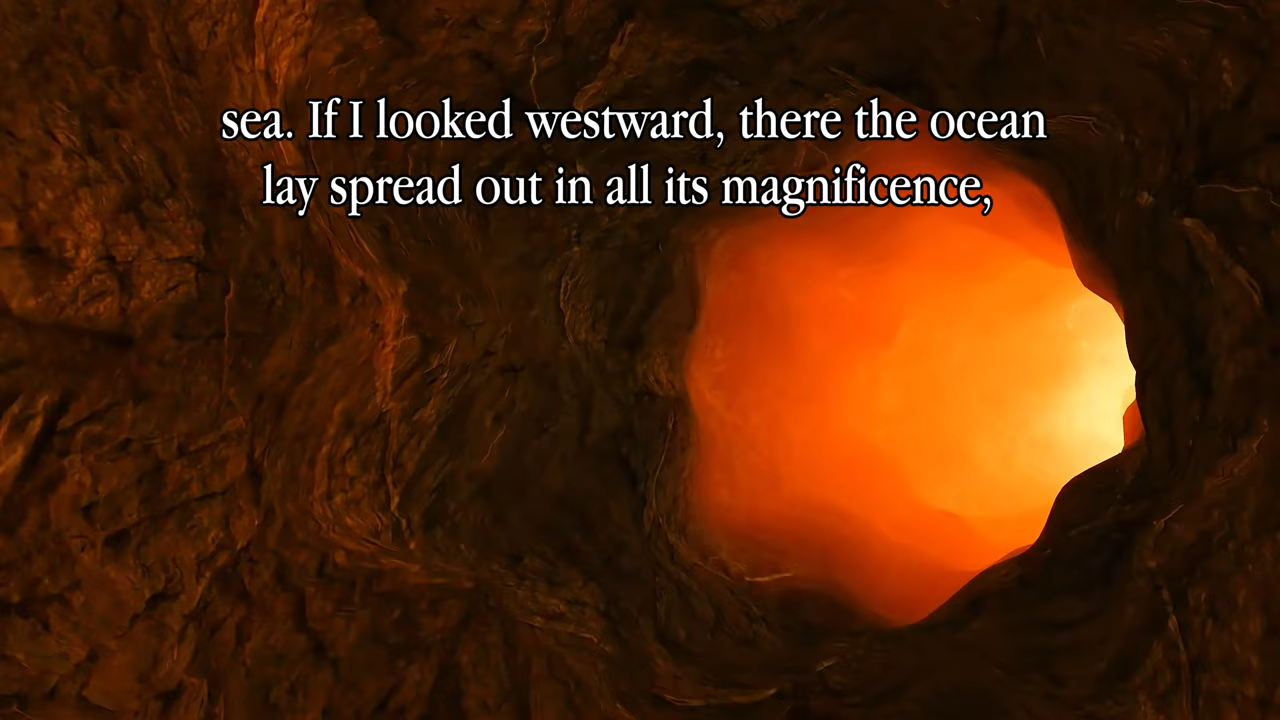 sea. If I looked westward, there the ocean
lay spread out in all its magnificence,